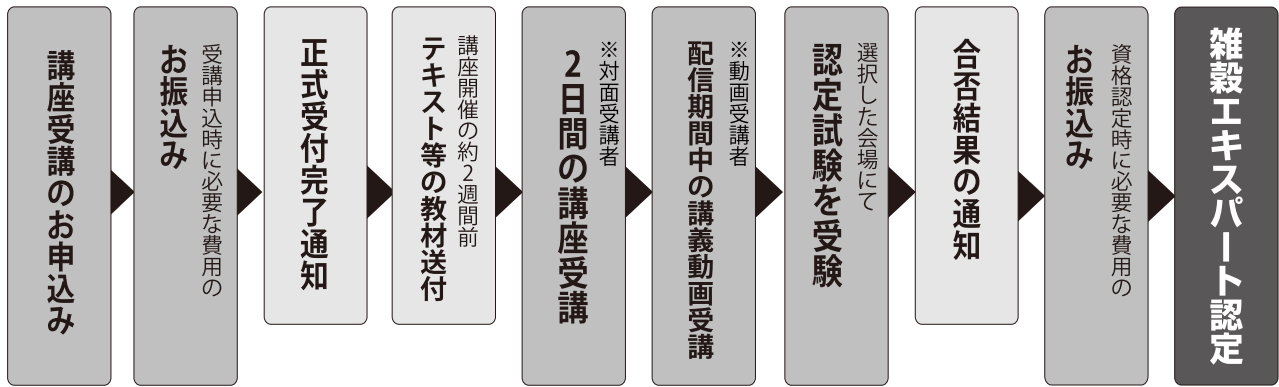 講座受講のお申込み
受講申込時に必要な費用の
お振込み
正式受付完了通知
講座開催の約2週間前
テキスト等の教材送付
※対面受講者
2日間の講座受講
※動画受講者
配信期間中の講義動画受講
選択した会場にて
認定試験を受験
合否結果の通知
資格認定時に必要な費用の
お振込み
雑穀エキスパート認定